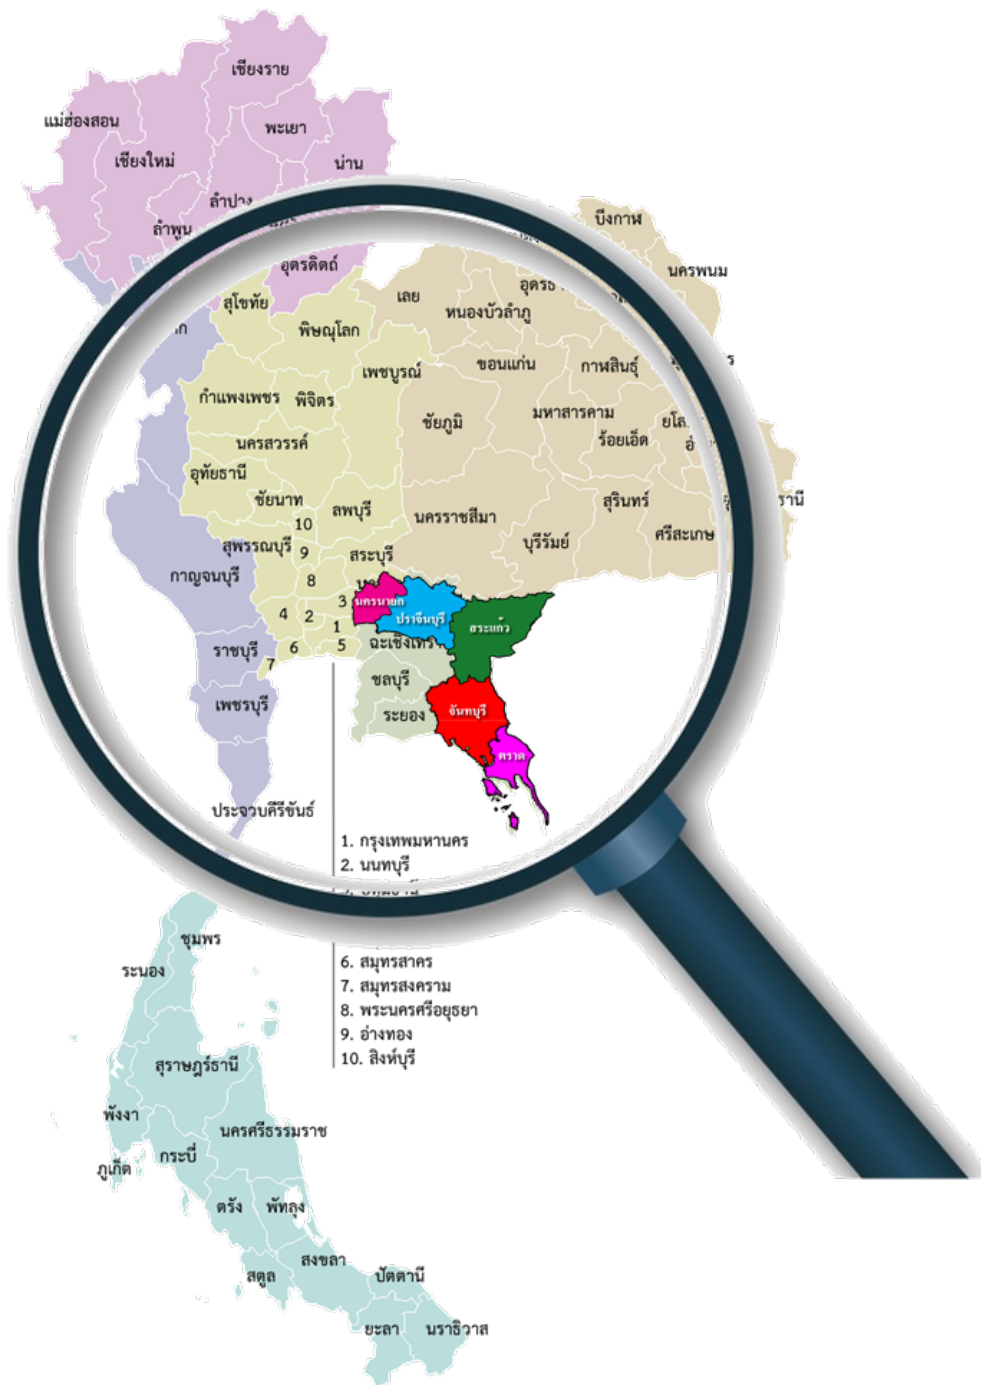 เชียงราย
แม่ฮ่องสอน
พะเยา
เชียงใหม่
น่าน
ลำปาง
ลำพูน
บึงกาฬ
นครพนม
อุตรดิตถ์
สุโขทัย
เลย
หนองบัวลำภู
พิษณุโลก
ขอนแก่น
กาฬสินธุ์
เพชบูรณ์
กำแพงเพชร
พิจิตร
มหาสารคาม
ชัยภูมิ
ร้อยเอ็ด
นครสวรรค์
อุทัยธานี
ชัยนาท
ลพบุรี
นครราชสีมา
สุรินทร์
10
บุรีรัมย์
ศรีสะเกษ
สุพรรณบุรี
9
สระบุรี
กาญจนบุรี
8
3
นครนายก
ปราจีนบุรี
สระแก้ว
4
2
1
ฉะเชิงเทรา
ราชบุรี
6
5
7
ชลบุรี
เพชรบุรี
ระยอง
จันทบุรี
ตราด
ประจวบคีรีขันธ์
1. กรุงเทพมหานคร
2. นนทบุรี
6. สมุทรสาคร
7. สมุทรสงคราม
8. พระนครศรีอยุธยา
9. อ่างทอง
10. สิงห์บุรี
ชุมพร
ระนอง
สุราษฎร์ธานี
พังงา
นครศรีธรรมราช
กระบี่
ภูเก็ต
ตรัง
พัทลุง
สงขลา
สตูล
ปัตตานี
ยะลา
นราธิวาส